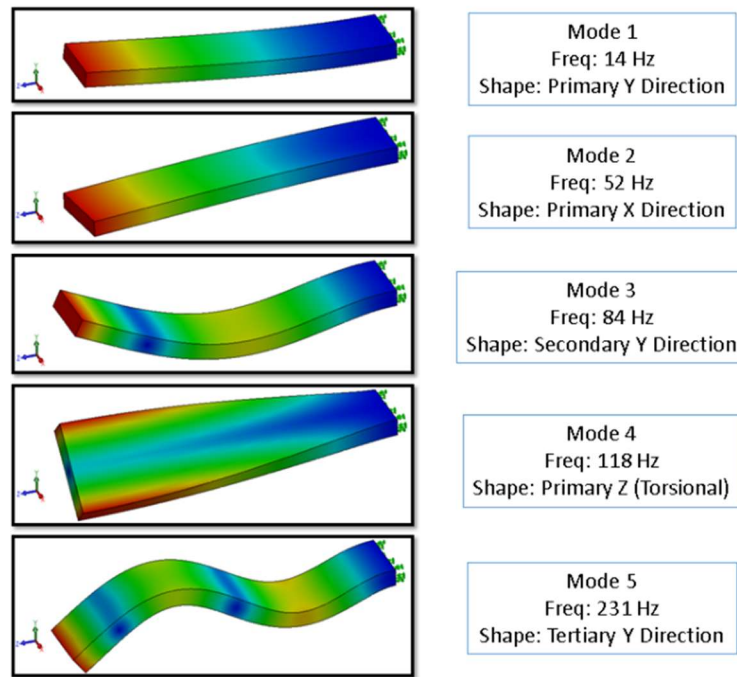 Mode 1
Freq: 14 Hz
Shape: Primary Y Direction
Mode 2
Freq: 52 Hz
Shape: Primary X Direction
Mode 3
Freq: 84 Hz
Shape: Secondary Y Direction
Mode 4
Freq: 118 Hz
Shape: Primary Z (Torsional)
Mode 5
Freq: 231 Hz
Shape: Tertiary Y Direction